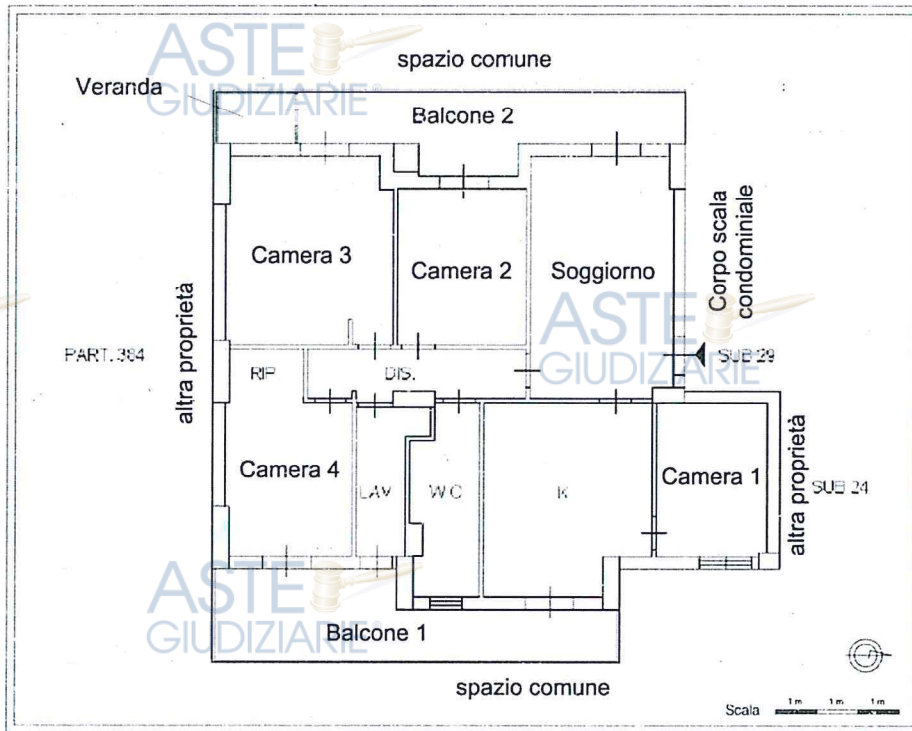 ASTE
GIUDIZIARIE®
spazio comune
Veranda
Balcone 2
Camera 3
Camera 2
Soggiorno
Corpo scala
condominiale
ASTE
GIUDIZIARIE
altra proprietà
PART. 384
SUB 29
RIP
DIS.
Camera 4
LAV
WC
K
Camera 1
altra proprietà
SUB 24
ASTE
GIUDIZIARIE®
Balcone 1
spazio comune
Scala 1 m 1 m 1 m